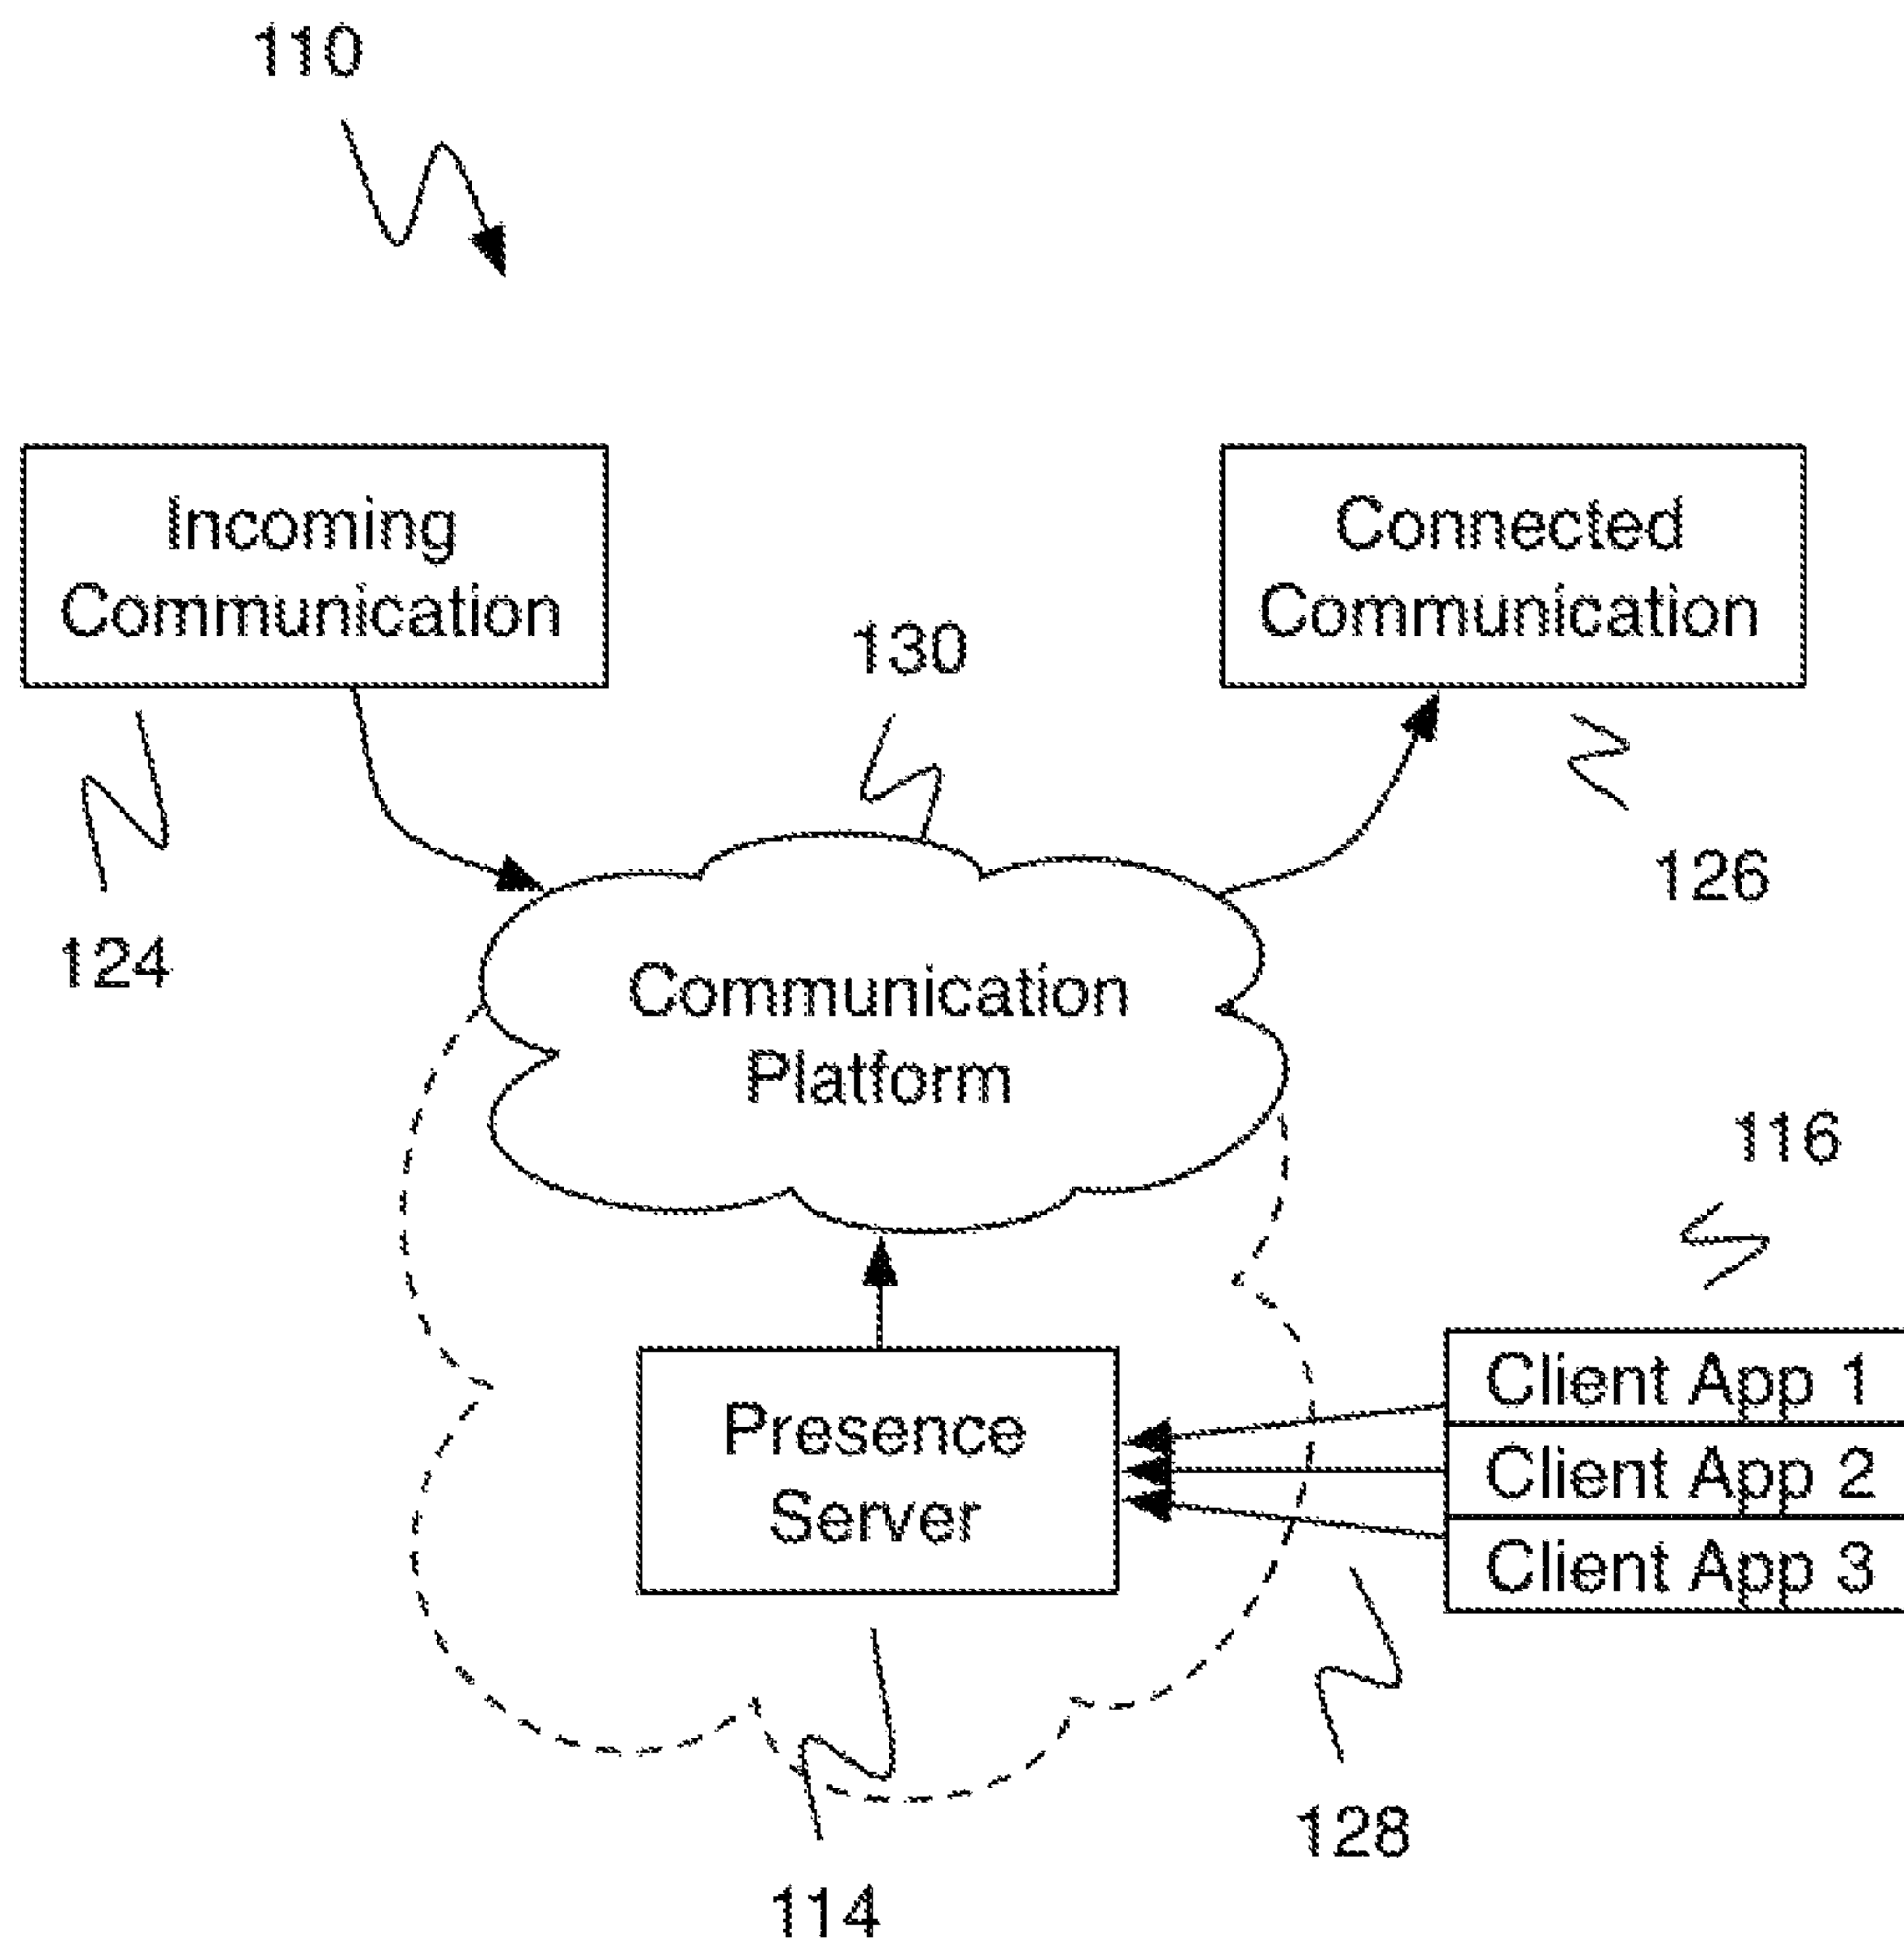 110
Incoming
Communication
Connected
Communication
130
126
124
Communication
Platform
116
Client App 1
Client App 2
Client App 3
Presence
Server
128
114